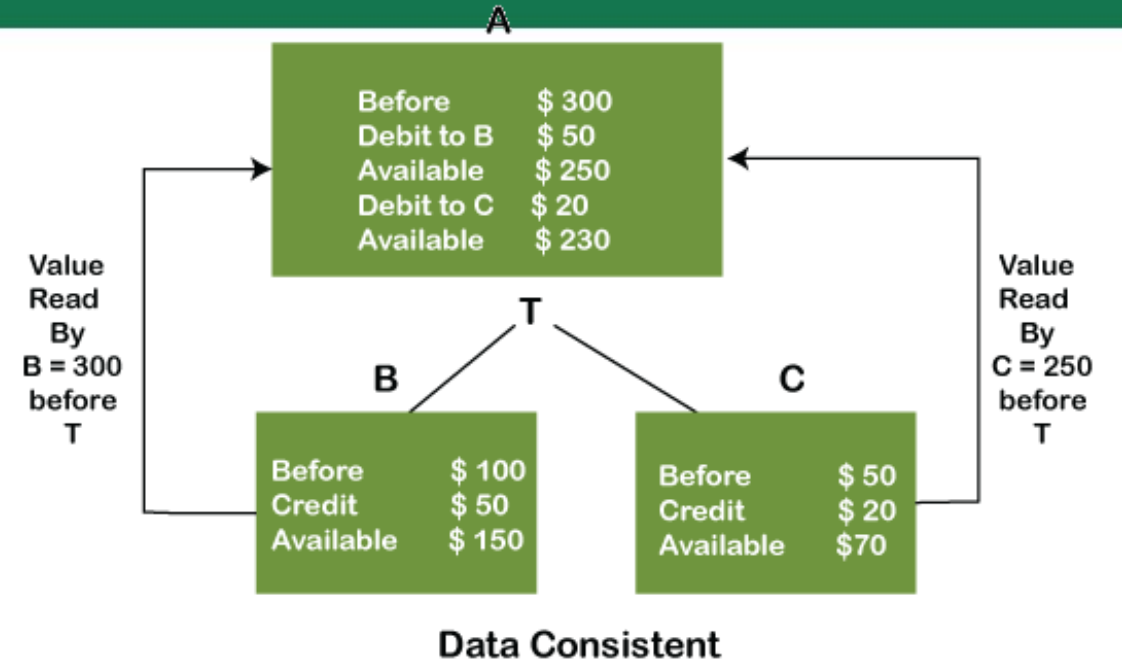 A
Before $ 300
Debit to B $ 50
Available $ 250
Debit to C $ 20
Available $ 230
Value
Read
By
B = 300
before
T
Value
Read
By
C = 250
before
T
T
B
C
Before $ 100
Credit $ 50
Available $ 150
Before $ 50
Credit $ 20
Available $70
Data Consistent